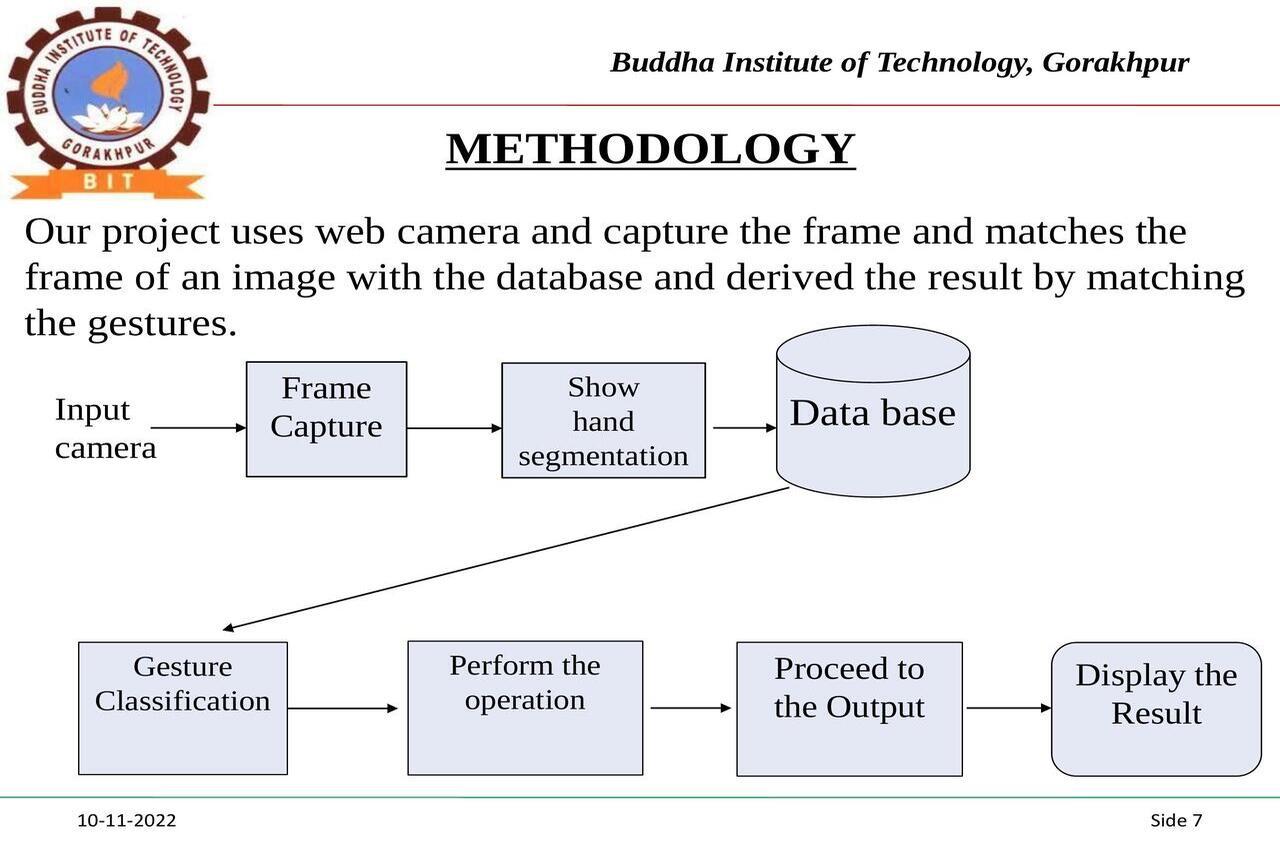 BUDDHA INSTITUTE OF TECHNOLOGY
GORAKHPUR
BIT
Buddha Institute of Technology, Gorakhpur
METHODOLOGY
Our project uses web camera and capture the frame and matches the
frame of an image with the database and derived the result by matching
the gestures.
Input
camera
Frame
Capture
Show
hand
segmentation
Data base
Gesture
Classification
Perform the
operation
Proceed to
the Output
Display the
Result
10-11-2022
Side 7